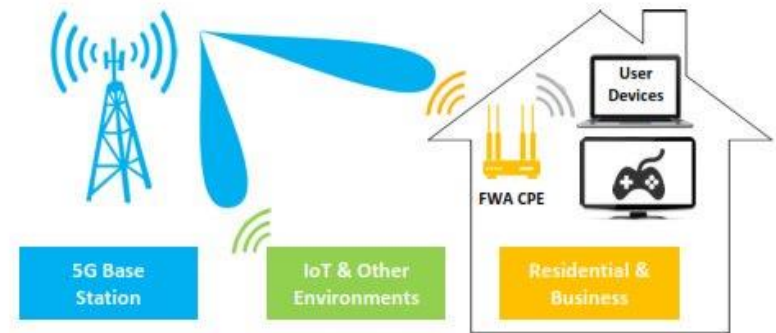 User
Devices
FWA CPE
5G Base
Station
IoT & Other
Environments
Residential &
Business